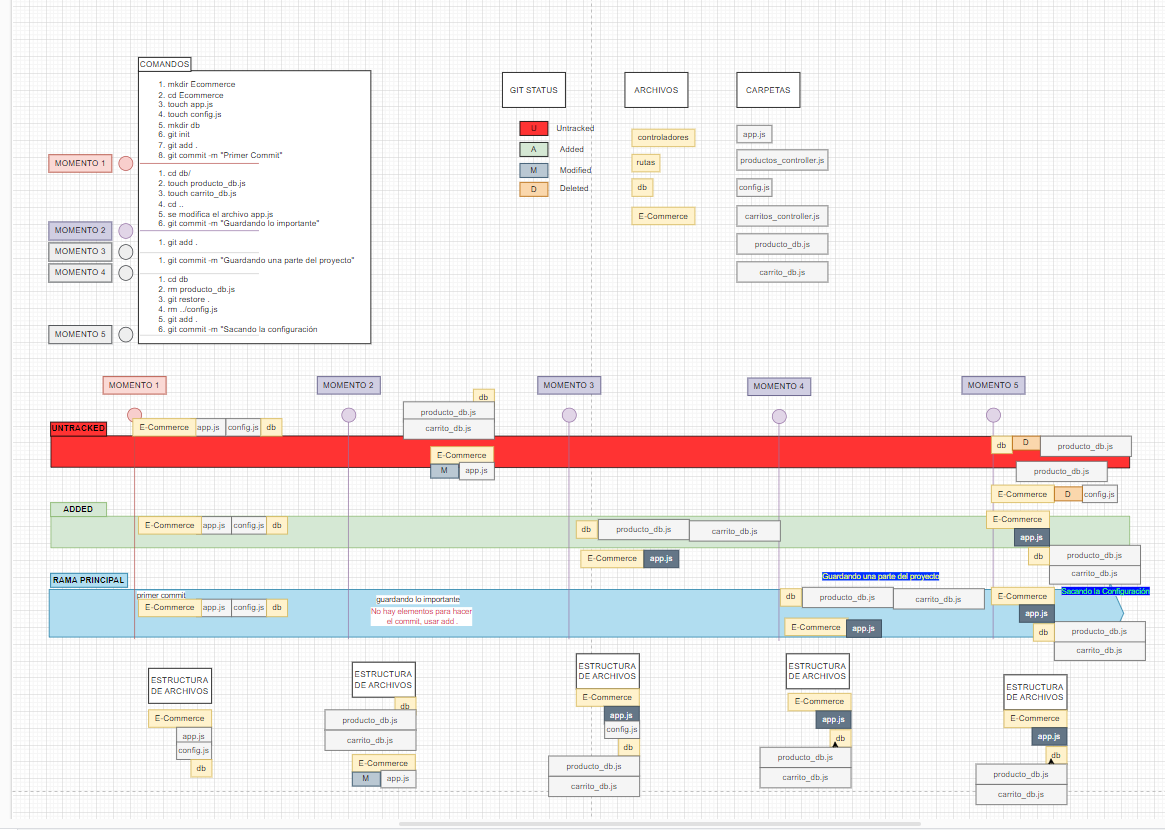 COMANDOS
1. mkdir Ecommerce
2. cd Ecommerce
3. touch app.js
4. touch config.js
5. mkdir db
6. git init
7. git add .
8. git commit -m "Primer Commit"
1. cd db/
2. touch producto_db.js
3. touch carrito_db.js
4. cd ..
5. se modifica el archivo app.js
6. git commit -m "Guardando lo importante"
1. git add .
1. git commit -m "Guardando una parte del proyecto"
1. cd db
2. rm producto_db.js
3. git restore .
4. rm ../config.js
5. git add .
6. git commit -m "Sacando la configuración
MOMENTO 1
MOMENTO 2
MOMENTO 3
MOMENTO 4
MOMENTO 5
GIT STATUS
U Untracked
A Added
M Modified
D Deleted
ARCHIVOS
controladores
rutas
db
E-Commerce
CARPETAS
app.js
productos_controller.js
config.js
carritos_controller.js
producto_db.js
carrito_db.js
MOMENTO 1
MOMENTO 2
MOMENTO 3
MOMENTO 4
MOMENTO 5
UNTRACKED
E-Commerce app.js config.js db
db
producto_db.js
carrito_db.js
E-Commerce
M app.js
db D producto_db.js
producto_db.js
E-Commerce D config.js
ADDED
E-Commerce app.js config.js db
db producto_db.js carrito_db.js
E-Commerce app.js
E-Commerce
app.js
db producto_db.js
carrito_db.js
RAMA PRINCIPAL
primer commit
E-Commerce app.js config.js db
guardando lo importante
No hay elementos para hacer
el commit, usar add .
Guardando una parte del proyecto
db producto_db.js carrito_db.js
E-Commerce app.js
Sacando la Configuración
E-Commerce
app.js
db producto_db.js
carrito_db.js
ESTRUCTURA
DE ARCHIVOS
E-Commerce
app.js
config.js
db
ESTRUCTURA
DE ARCHIVOS
db
producto_db.js
carrito_db.js
E-Commerce
M app.js
ESTRUCTURA
DE ARCHIVOS
E-Commerce
app.js
config.js
db
producto_db.js
carrito_db.js
ESTRUCTURA
DE ARCHIVOS
E-Commerce
app.js
db
producto_db.js
carrito_db.js
ESTRUCTURA
DE ARCHIVOS
E-Commerce
app.js
db
producto_db.js
carrito_db.js